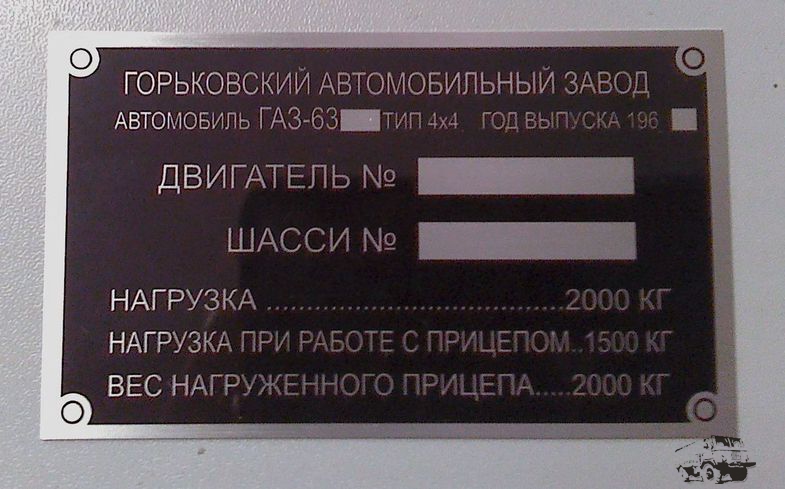 ГОРЬКОВСКИЙ АВТОМОБИЛЬНЫЙ ЗАВОД
АВТОМОБИЛЬ ГАЗ-63 ТИП 4х4 ГОД ВЫПУСКА 196
ДВИГАТЕЛЬ №
ШАССИ №
НАГРУЗКА ....................................2000 КГ
НАГРУЗКА ПРИ РАБОТЕ С ПРИЦЕПОМ..1500 КГ
ВЕС НАГРУЖЕННОГО ПРИЦЕПА.....2000 КГ